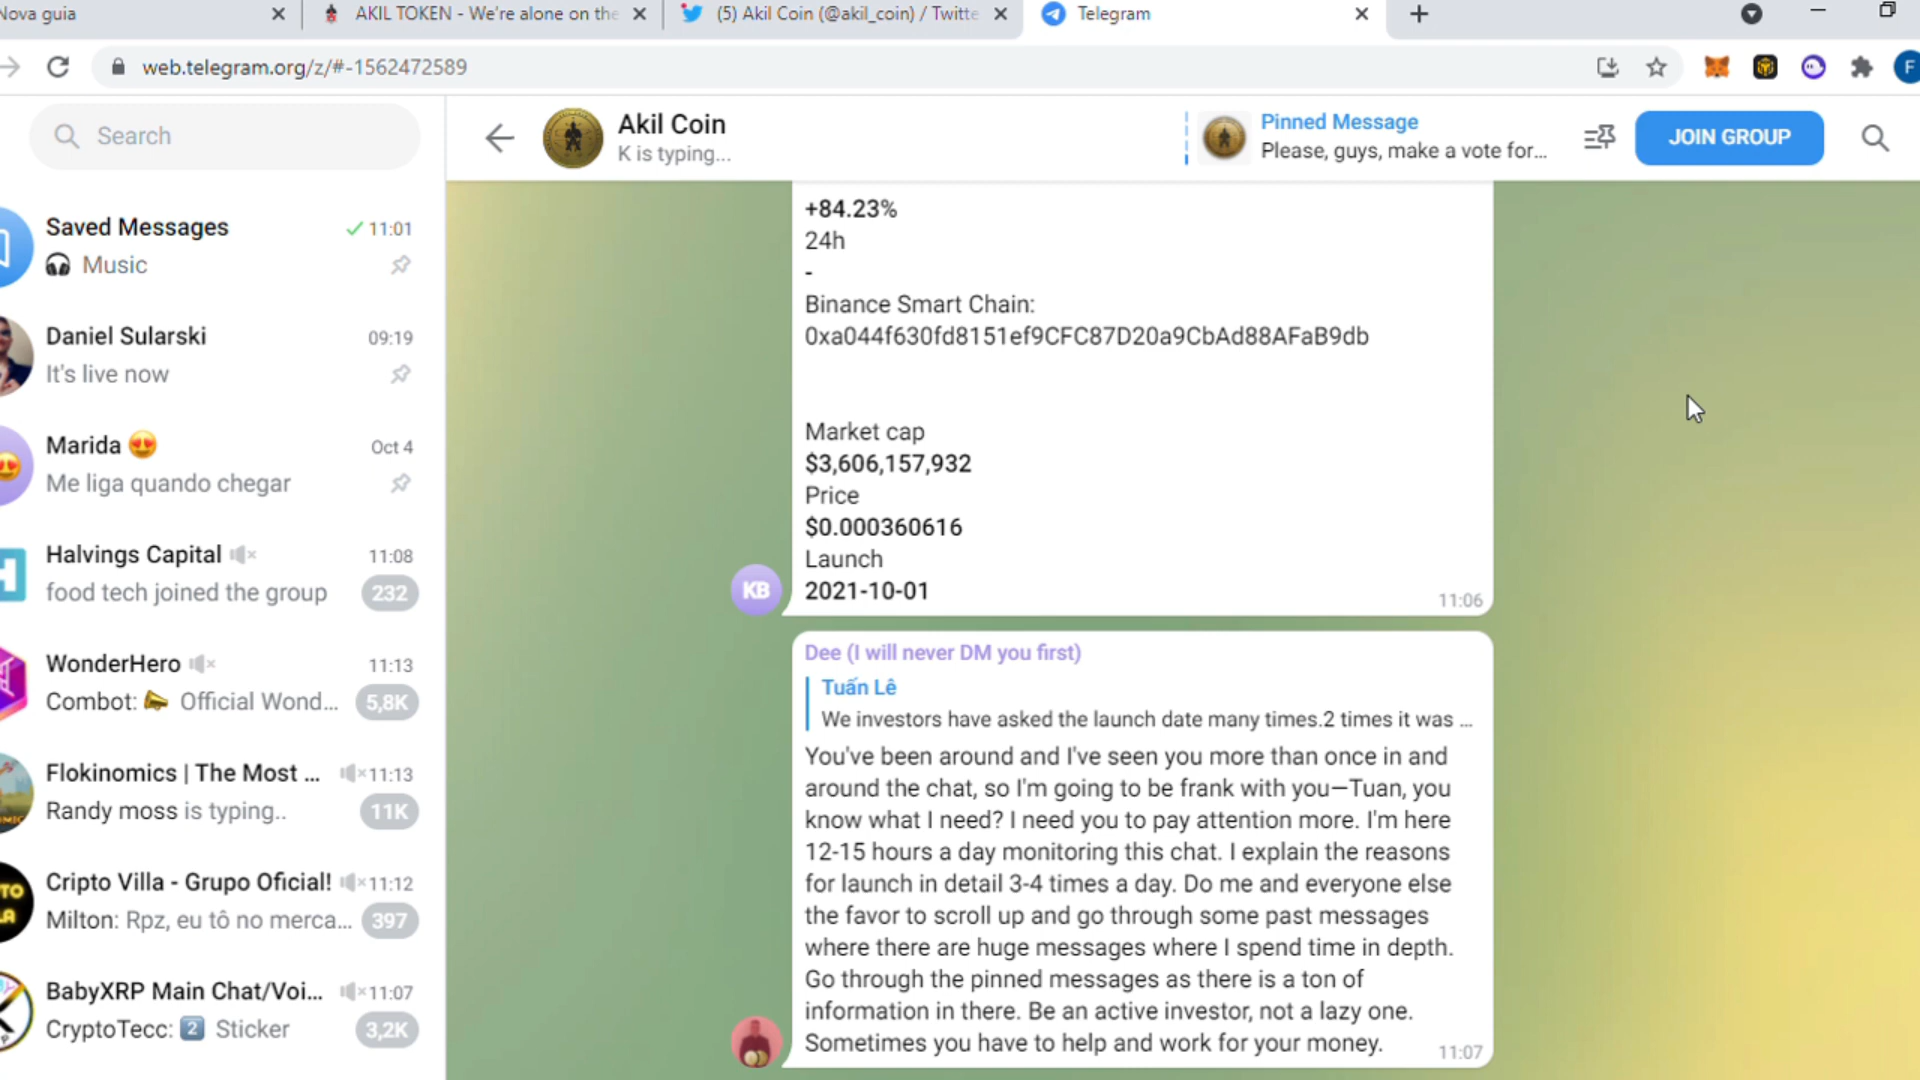 Nova guia
AKIL TOKEN - We're alone on the
(5) Akil Coin (@akil_coin) / Twitte
Telegram
web.telegram.org/z/#-1562472589
F
Search
Akil Coin
K is typing...
Pinned Message
Please, guys, make a vote for...
JOIN GROUP
Saved Messages
11:01
Music
Daniel Sularski
09:19
It's live now
Marida 😍
Oct 4
Me liga quando chegar
Halvings Capital
11:08
food tech joined the group
232
WonderHero
11:13
Combot: Official Wond...
5,8K
Flokinomics | The Most ...
11:13
Randy moss is typing..
11K
Cripto Villa - Grupo Oficial!
11:12
Milton: Rpz, eu tô no merca...
397
BabyXRP Main Chat/Voi...
11:07
CryptoTecc: 2️⃣ Sticker
3,2K
+84.23%
24h
-
Binance Smart Chain:
0xa044f630fd8151ef9CFC87D20a9CbAd88AFaB9db
Market cap
$3,606,157,932
Price
$0.000360616
Launch
2021-10-01
KB
11:06
Dee (I will never DM you first)
Tuấn Lê
We investors have asked the launch date many times.2 times it was ...
You've been around and I've seen you more than once in and
around the chat, so I'm going to be frank with you—Tuan, you
know what I need? I need you to pay attention more. I'm here
12-15 hours a day monitoring this chat. I explain the reasons
for launch in detail 3-4 times a day. Do me and everyone else
the favor to scroll up and go through some past messages
where there are huge messages where I spend time in depth.
Go through the pinned messages as there is a ton of
information in there. Be an active investor, not a lazy one.
Sometimes you have to help and work for your money.
11:07